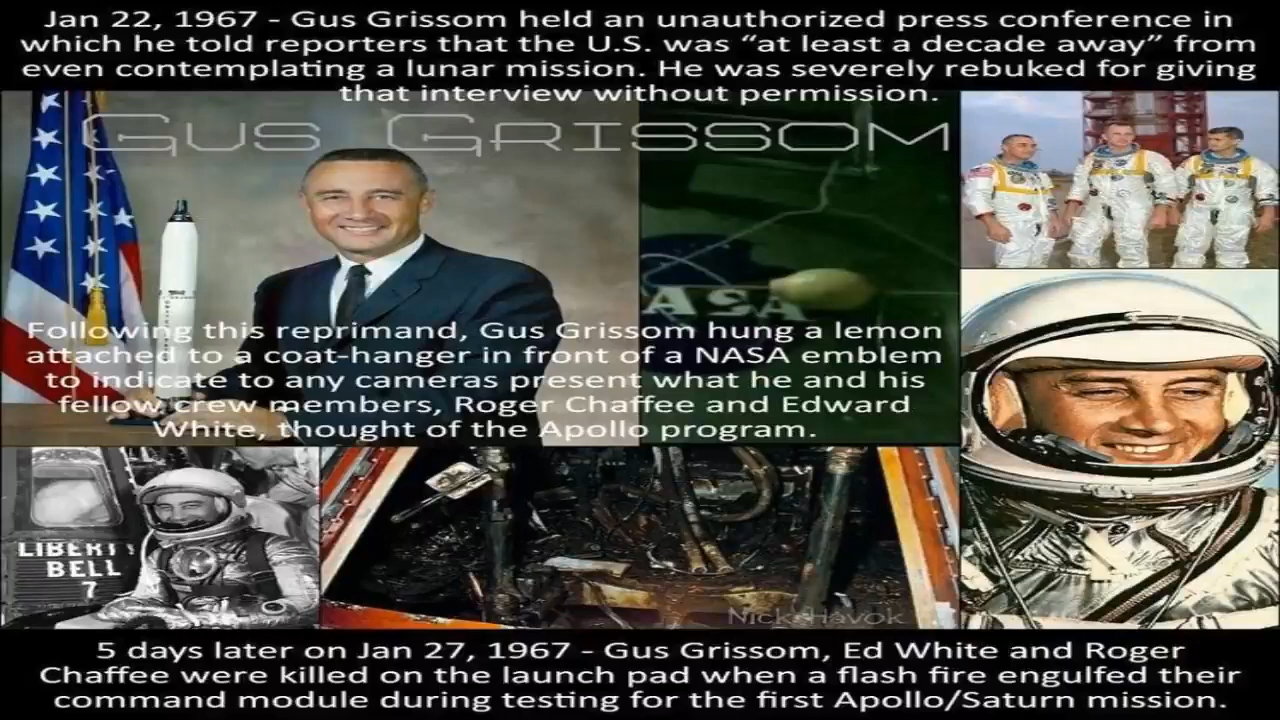 Jan 22, 1967 - Gus Grissom held an unauthorized press conference in
which he told reporters that the U.S. was “at least a decade away” from
even contemplating a lunar mission. He was severely rebuked for giving
that interview without permission.
GUS GRISSOM
ASA
Following this reprimand, Gus Grissom hung a lemon
attached to a coat-hanger in front of a NASA emblem
to indicate to any cameras present what he and his
fellow crew members, Roger Chaffee and Edward
White, thought of the Apollo program.
LIBERTY
BELL
7
Nick Havok
5 days later on Jan 27, 1967 - Gus Grissom, Ed White and Roger
Chaffee were killed on the launch pad when a flash fire engulfed their
command module during testing for the first Apollo/Saturn mission.